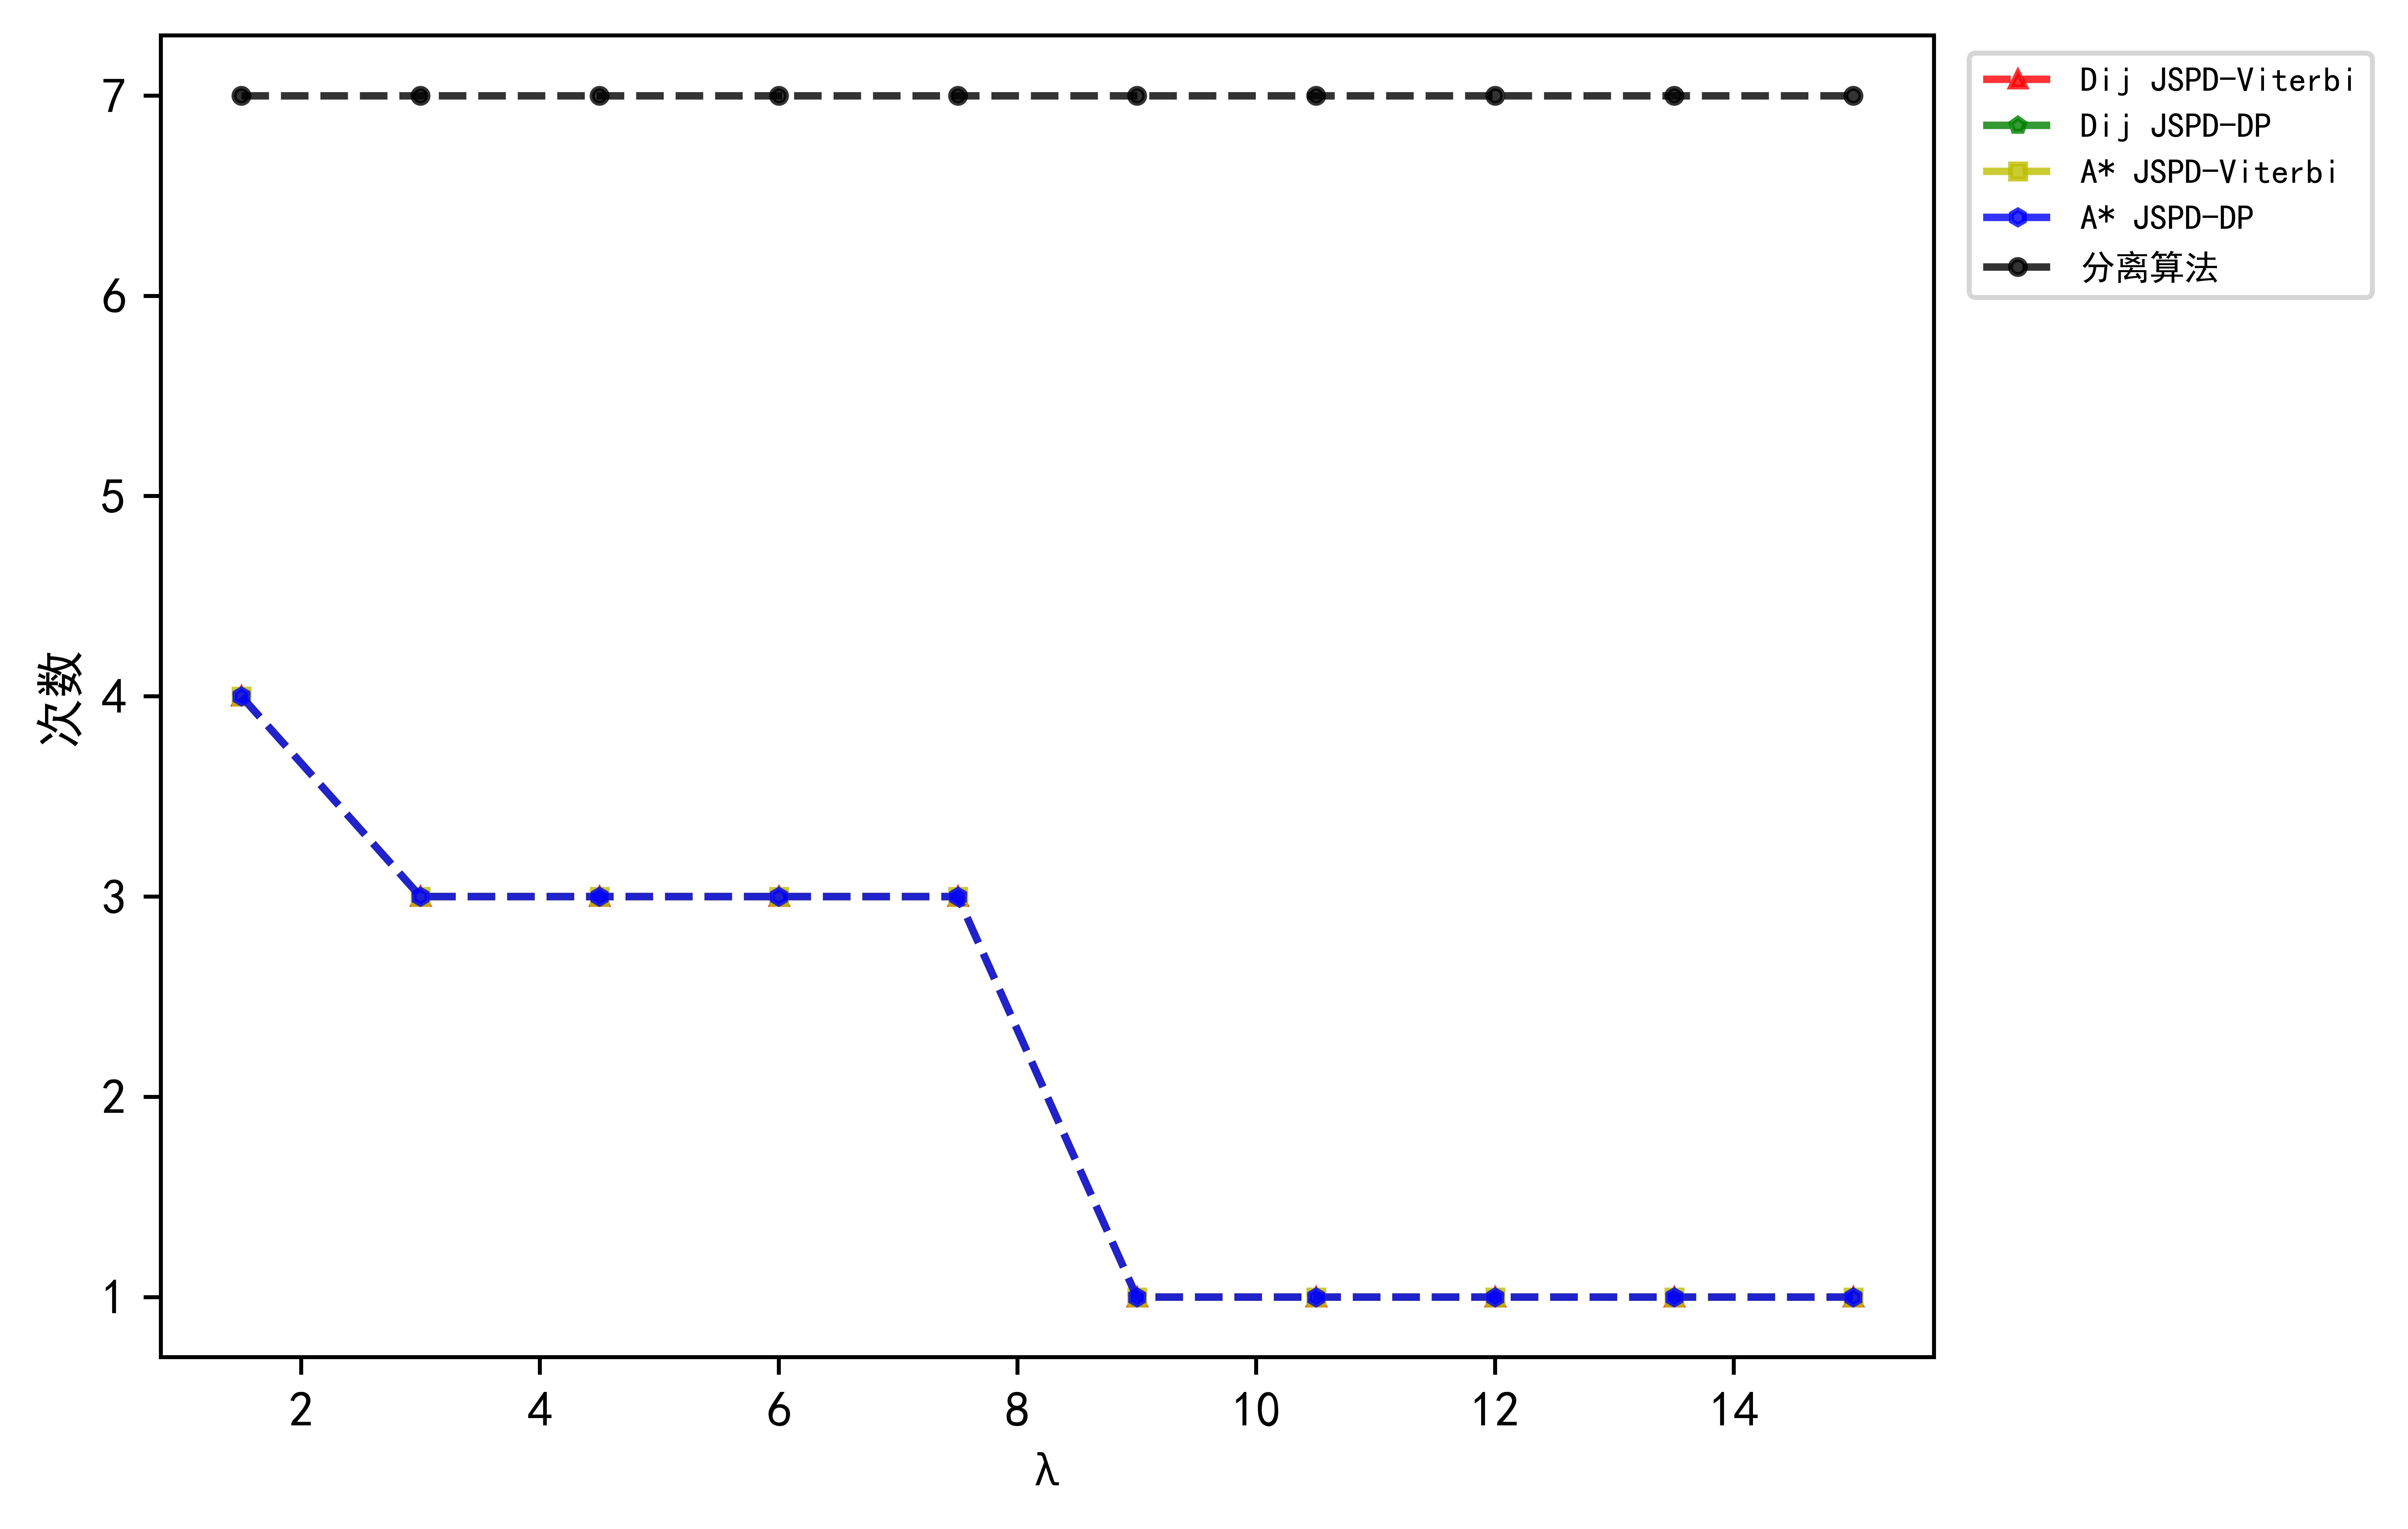 7
6
5
4
3
2
1
次数
2 4 6 8 10 12 14
λ
Dij JSPD-Viterbi
Dij JSPD-DP
A* JSPD-Viterbi
A* JSPD-DP
分离算法